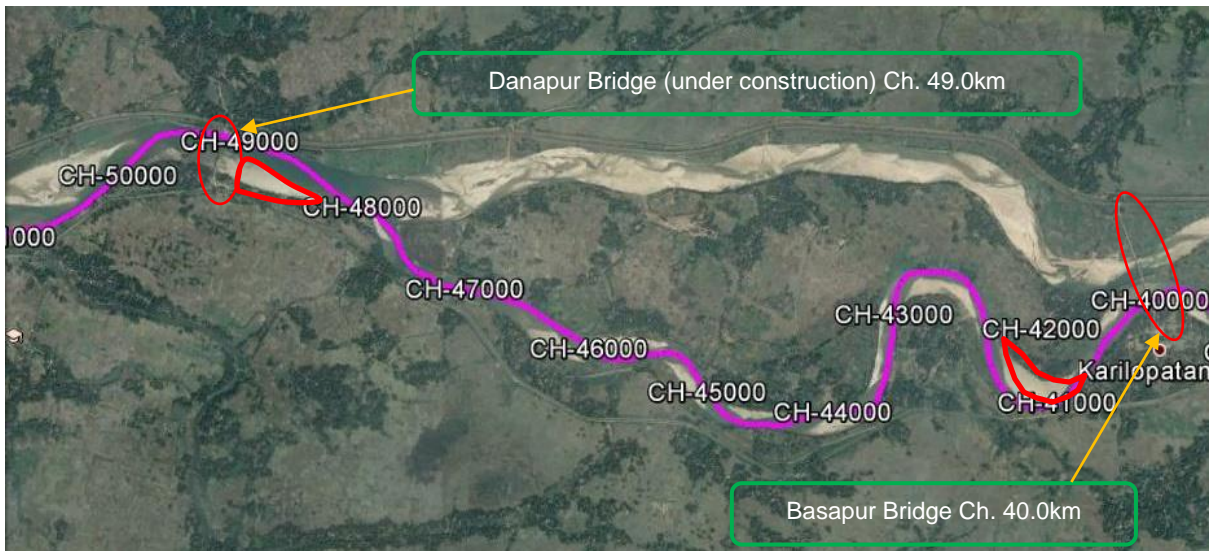 Danapur Bridge (under construction) Ch. 49.0km
CH-49000
CH-50000
CH-48000
1000
CH-47000
CH-40000
CH-43000
CH-42000
CH-46000
Karilopatan
CH-45000
CH-44000
CH-41000
Basapur Bridge Ch. 40.0km